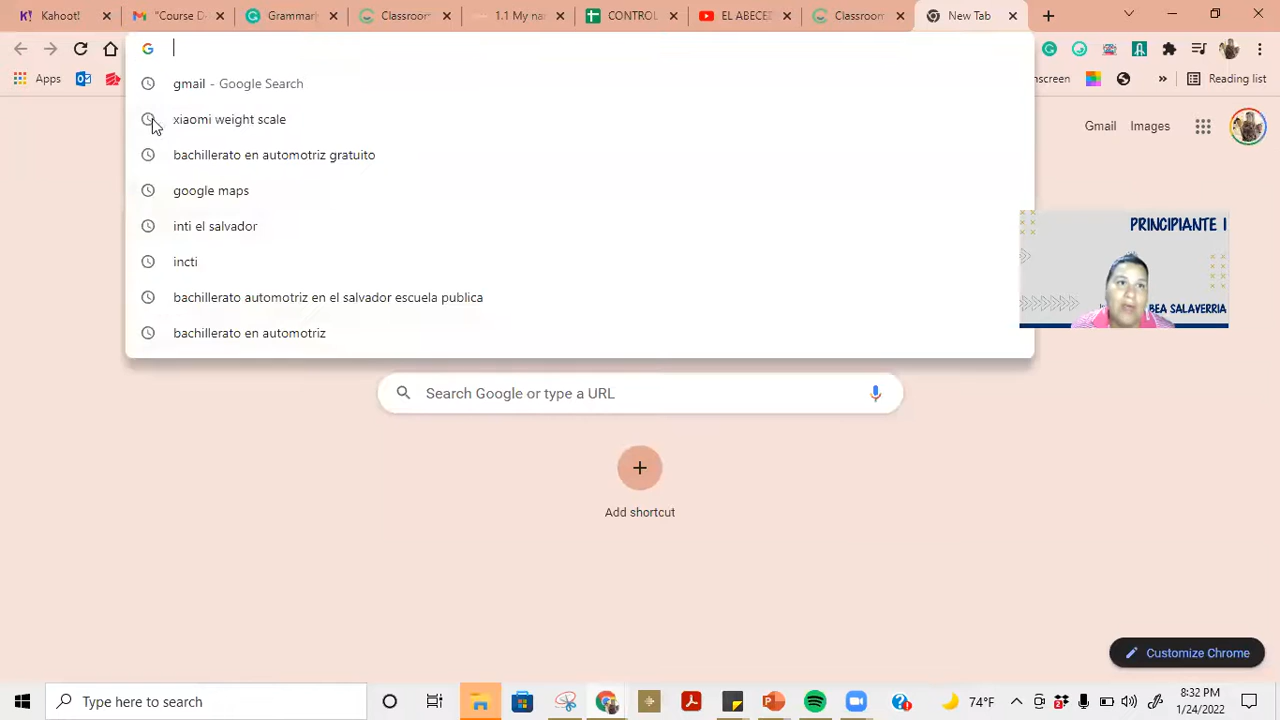 Kahoot!
"Course D
Grammarl
Classroom
1.1 My na
CONTROL
EL ABECED
Classroom
New Tab
Apps
nscreen
Reading list
gmail - Google Search
xiaomi weight scale
bachillerato en automotriz gratuito
google maps
inti el salvador
incti
bachillerato automotriz en el salvador escuela publica
bachillerato en automotriz
Gmail Images
PRINCIPIANTE I
BEA SALAVERRIA
Search Google or type a URL
Add shortcut
Customize Chrome
Type here to search
74°F
8:32 PM
1/24/2022